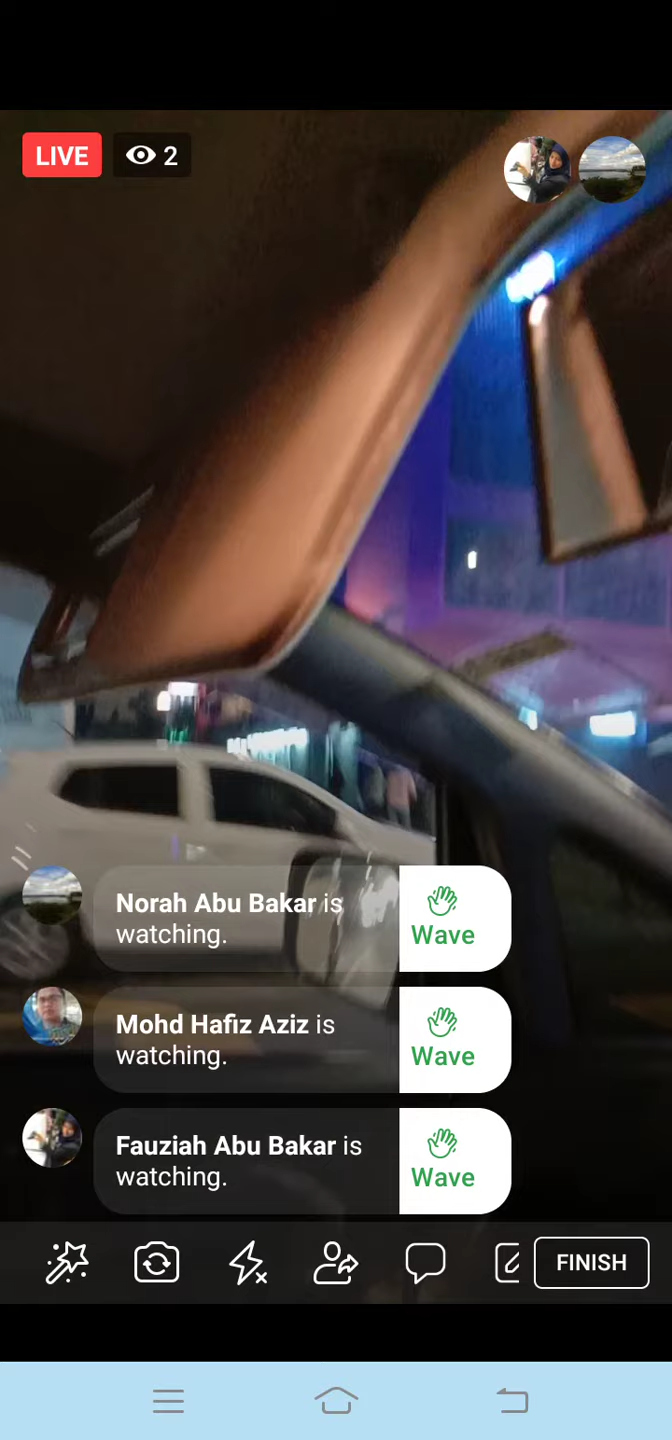 LIVE 2
Norah Abu Bakar is
watching.
Wave
Mohd Hafiz Aziz is
watching.
Wave
Fauziah Abu Bakar is
watching.
Wave
FINISH